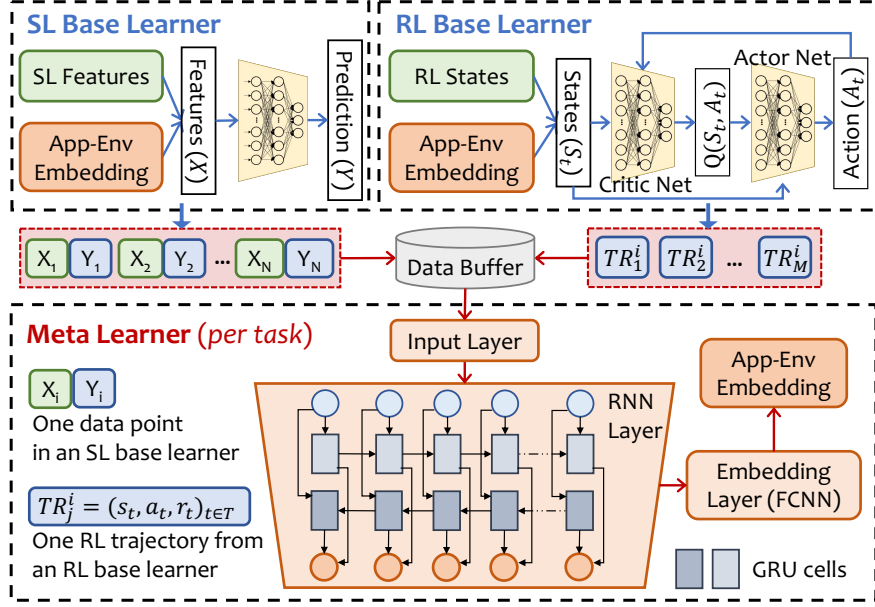 SL Base Learner
SL Features
App-Env
Embedding
Features (X)
Prediction (Y)
RL Base Learner
RL States
App-Env
Embedding
States (S_t)
Critic Net
Q(S_t, A_t)
Actor Net
Action (A_t)
X_1 Y_1 X_2 Y_2 ... X_N Y_N
Data Buffer
TR_1^i TR_2^i ... TR_M^i
Meta Learner (per task)
Input Layer
X_i Y_i
One data point
in an SL base learner
TR_j^i = (s_t, a_t, r_t)_{t∈T}
One RL trajectory from
an RL base learner
RNN
Layer
App-Env
Embedding
Embedding
Layer (FCNN)
GRU cells